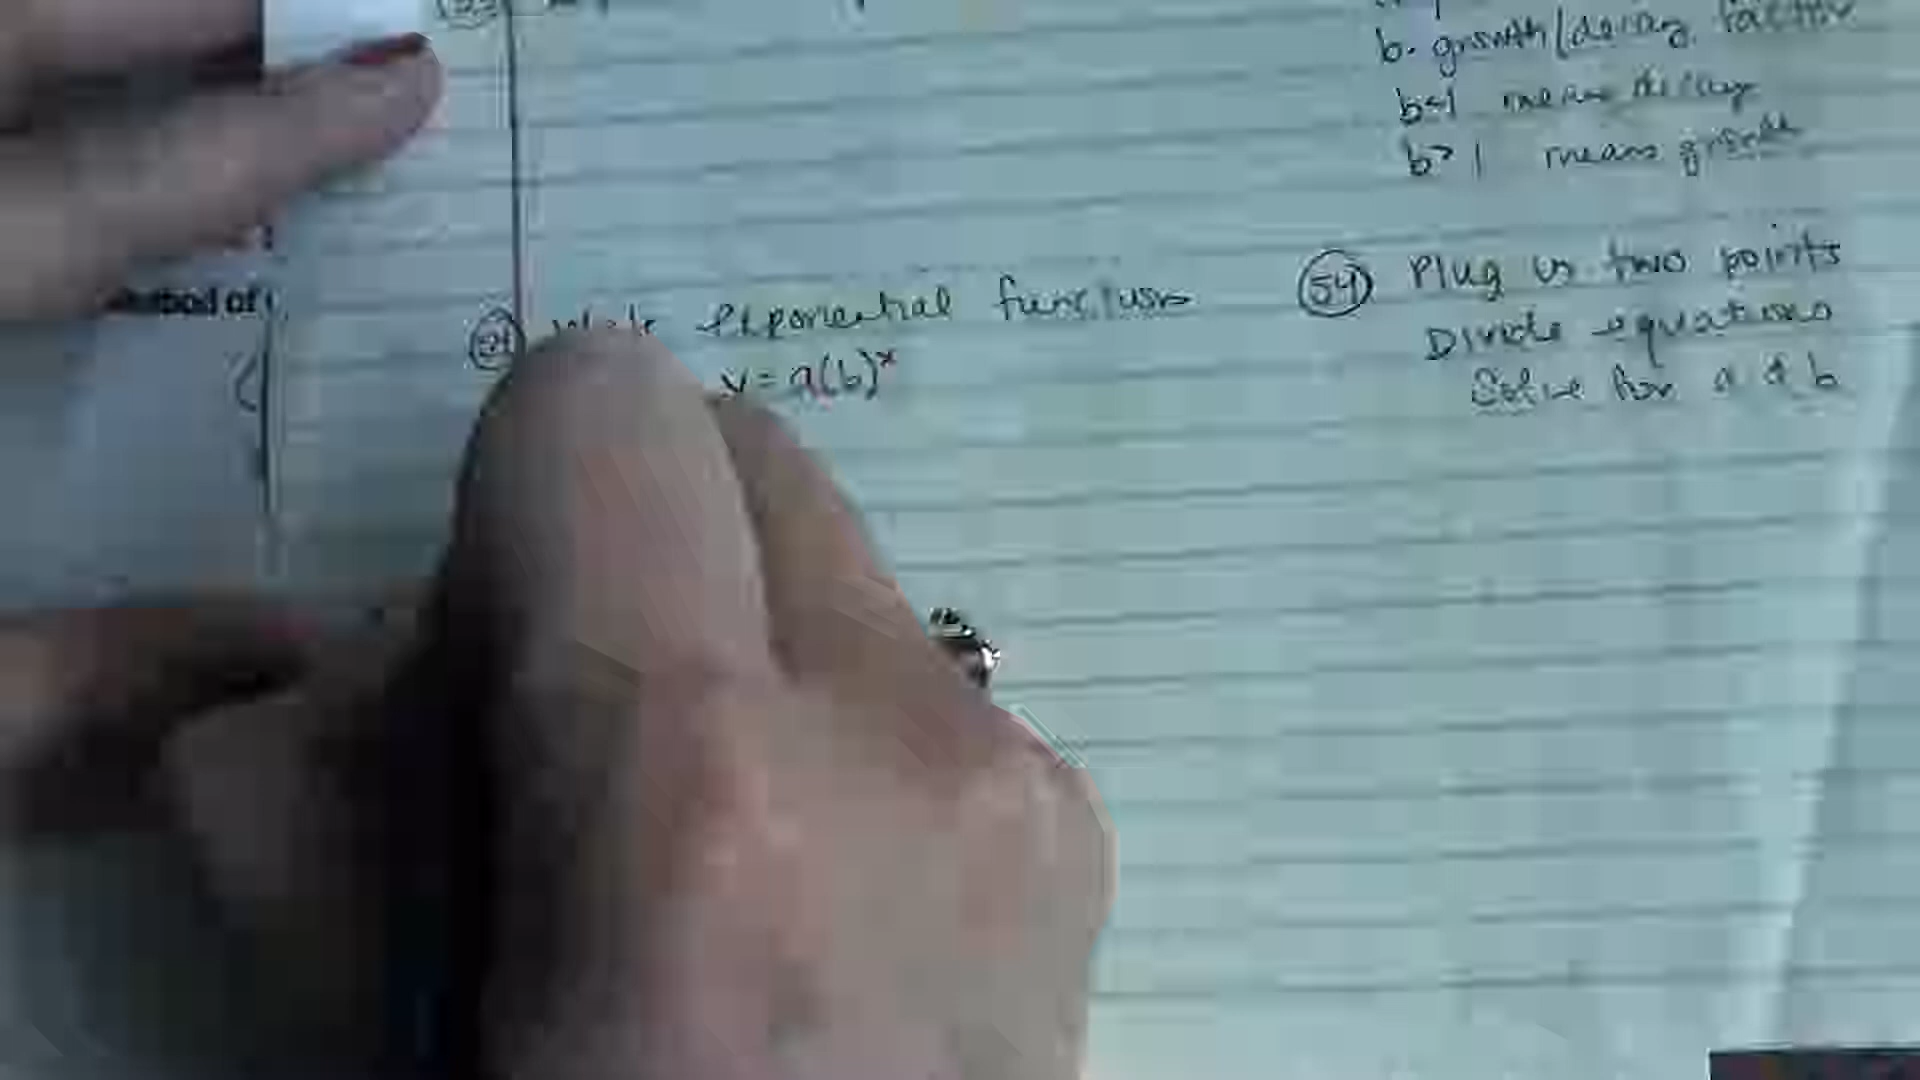 b. growth/decay factor
b<1 means decay
b>1 means growth
exponential function
y = a(b)^x
(54) Plug in two points
Divide equations
Solve for a & b